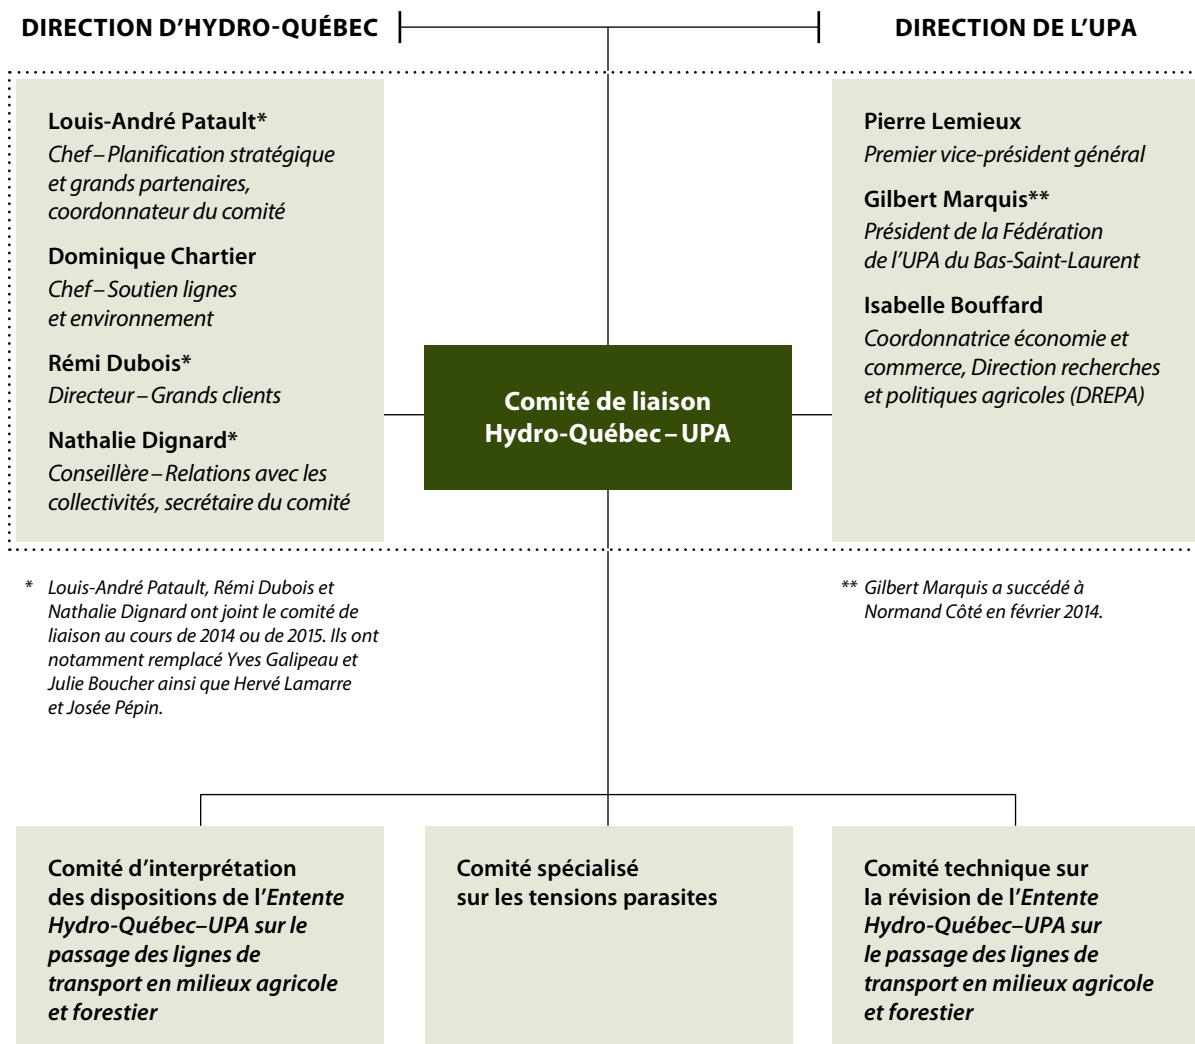 DIRECTION D’HYDRO-QUÉBEC
DIRECTION DE L’UPA
Louis-André Patault*
Chef – Planification stratégique
et grands partenaires,
coordonnateur du comité
Dominique Chartier
Chef – Soutien lignes
et environnement
Rémi Dubois*
Directeur – Grands clients
Nathalie Dignard*
Conseillère – Relations avec les
collectivités, secrétaire du comité
Comité de liaison
Hydro-Québec – UPA
Pierre Lemieux
Premier vice-président général
Gilbert Marquis**
Président de la Fédération
de l’UPA du Bas-Saint-Laurent
Isabelle Bouffard
Coordonnatrice économie et
commerce, Direction recherches
et politiques agricoles (DREPA)
* Louis-André Patault, Rémi Dubois et
Nathalie Dignard ont joint le comité de
liaison au cours de 2014 ou de 2015. Ils ont
notamment remplacé Yves Galipeau et
Julie Boucher ainsi que Hervé Lamarre
et Josée Pépin.
** Gilbert Marquis a succédé à
Normand Côté en février 2014.
Comité d’interprétation
des dispositions de l’Entente
Hydro-Québec–UPA sur le
passage des lignes de
transport en milieux agricole
et forestier
Comité spécialisé
sur les tensions parasites
Comité technique sur
la révision de l’Entente
Hydro-Québec–UPA sur
le passage des lignes de
transport en milieux agricole
et forestier